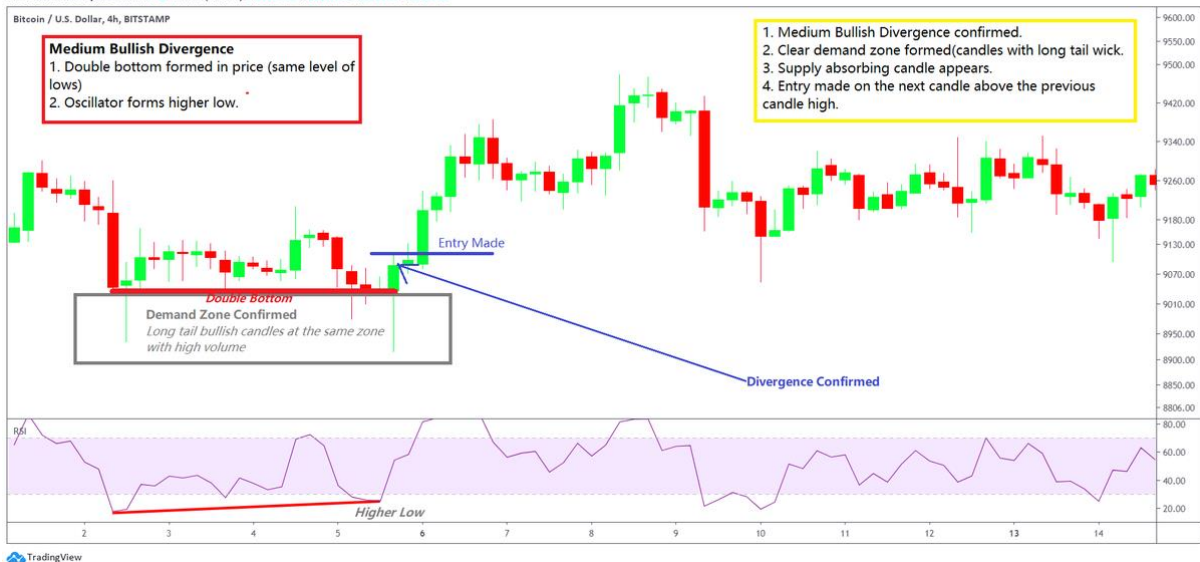 Bitcoin / U.S. Dollar, 4h, BITSTAMP
Medium Bullish Divergence
1. Double bottom formed in price (same level of
lows)
2. Oscillator forms higher low.
1. Medium Bullish Divergence confirmed.
2. Clear demand zone formed(candles with long tail wick.
3. Supply absorbing candle appears.
4. Entry made on the next candle above the previous
candle high.
9600.00
9550.00
9500.00
9420.00
9340.00
9260.00
9180.00
9130.00
9070.00
9010.00
8950.00
8900.00
8850.00
8806.00
Entry Made
Double Bottom
Demand Zone Confirmed
Long tail bullish candles at the same zone
with high volume
Divergence Confirmed
RSI
80.00
60.00
40.00
20.00
Higher Low
2 3 4 5 6 7 8 9 10 11 12 13 14
TradingView